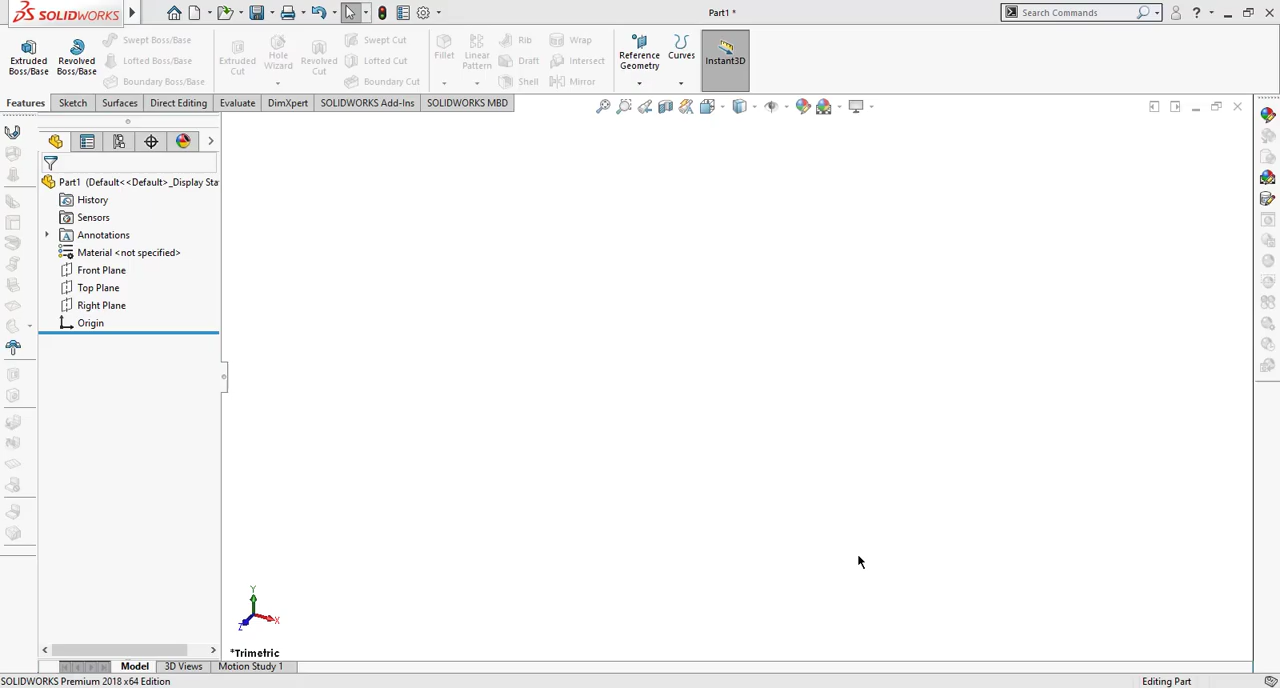 SOLIDWORKS
Part1 *
Search Commands
?
Extruded Boss/Base
Revolved Boss/Base
Swept Boss/Base
Lofted Boss/Base
Boundary Boss/Base
Extruded Cut
Hole Wizard
Revolved Cut
Swept Cut
Lofted Cut
Boundary Cut
Fillet
Linear Pattern
Rib
Draft
Shell
Wrap
Intersect
Mirror
Reference Geometry
Curves
Instant3D
Features
Sketch
Surfaces
Direct Editing
Evaluate
DimXpert
SOLIDWORKS Add-Ins
SOLIDWORKS MBD
Part1 (Default<<Default>_Display Sta
History
Sensors
A
Annotations
Material <not specified>
Front Plane
Top Plane
Right Plane
Origin
Y
X
Z
*Trimetric
Model
3D Views
Motion Study 1
SOLIDWORKS Premium 2018 x64 Edition
Editing Part